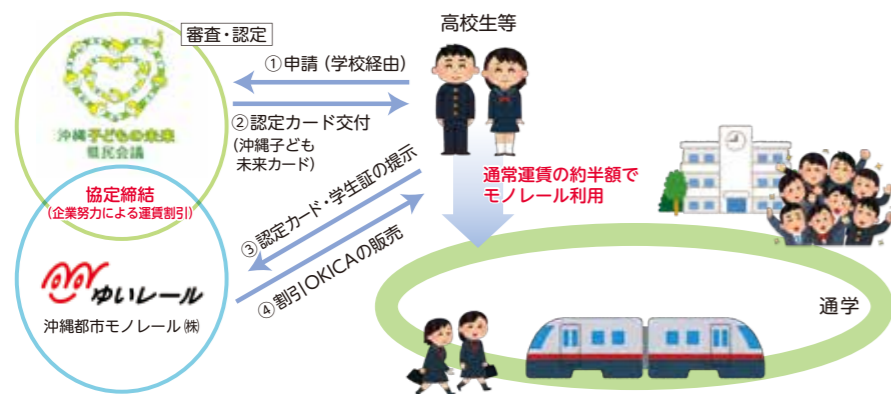 審査・認定
高校生等
①申請（学校経由）
②認定カード交付
(沖縄子ども
未来カード)
沖縄子どもの未来
県民会議
協定締結
(企業努力による運賃割引)
③認定カード・学生証の提示
④割引OKICAの販売
通常運賃の約半額で
モノレール利用
ゆいレール
沖縄都市モノレール㈱
通学